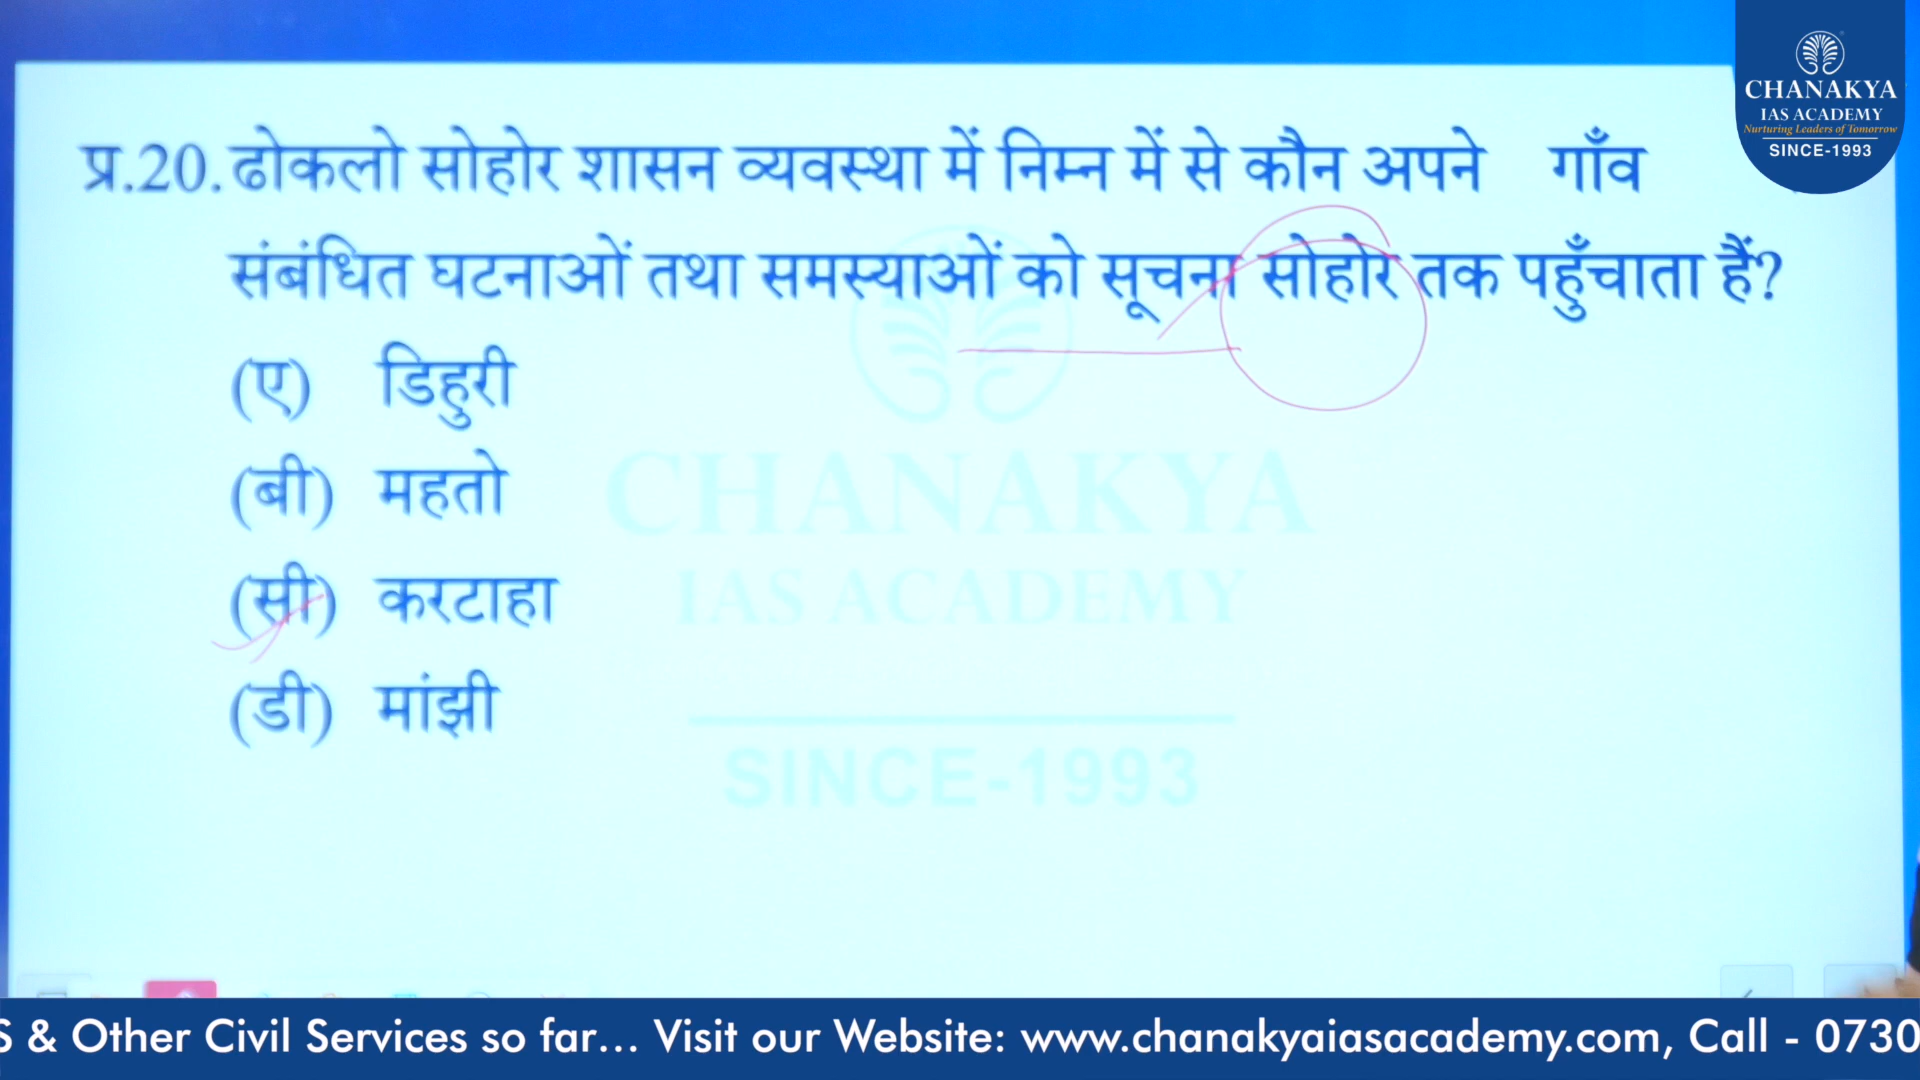 CHANAKYA
IAS ACADEMY
Nurturing Leaders of Tomorrow
SINCE-1993
प्र.20. ढोकलो सोहोर शासन व्यवस्था में निम्न में से कौन अपने गाँव
संबंधित घटनाओं तथा समस्याओं को सूचना सोहोर तक पहुँचाता हैं?
(ए) डिहुरी
(बी) महतो
(सी) करटाहा
(डी) मांझी
CHANAKYA
IAS ACADEMY
SINCE-1993
S & Other Civil Services so far... Visit our Website: www.chanakyaiasacademy.com, Call - 0730